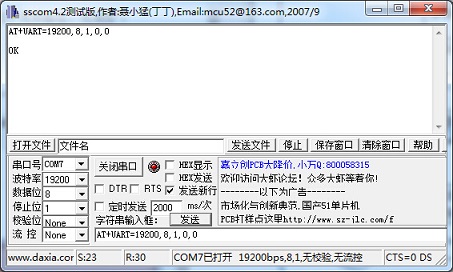 sscom4.2测试版,作者:聂小猛(丁丁),Email:mcu52@163.com,2007/9
AT+UART=19200,8,1,0,0
OK
打开文件 文件名 发送文件 停止 保存窗口 清除窗口 帮助
串口号 COM7 关闭串口 HEX显示 嘉立创PCB大降价,小万Q:800058315
波特率 19200 HEX发送 欢迎访问大虾论坛! 众多大虾等着你!
数据位 8 DTR RTS 发送新行 --------以下为广告--------
停止位 1 定时发送 2000 ms/次 市场化与创新典范,国产51单片机
校验位 None 字符串输入框: 发送 PCB打样点这里http://www.sz-jlc.com/f
流 控 None AT+UART=19200,8,1,0,0
www.daxia.cor S:23 R:30 COM7已打开 19200bps,8,1,无校验,无流控 CTS=0 DS